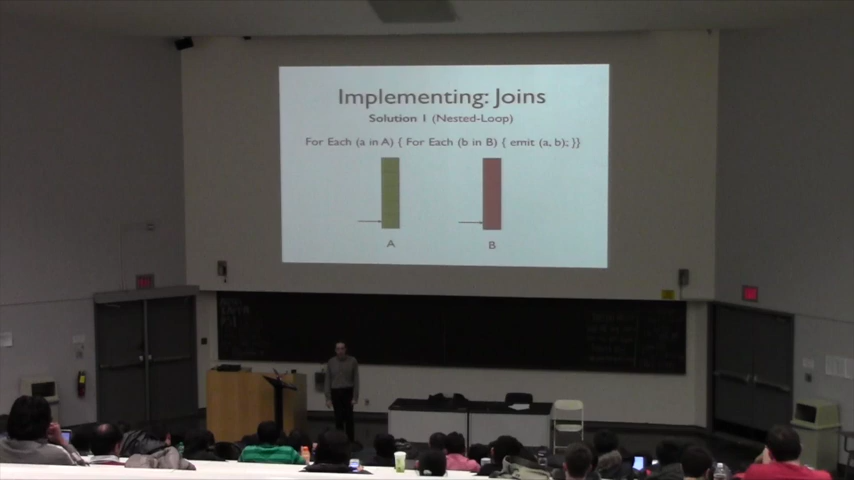 Implementing: Joins
Solution 1 (Nested-Loop)
For Each (a in A) { For Each (b in B) { emit (a, b); }}
A
B